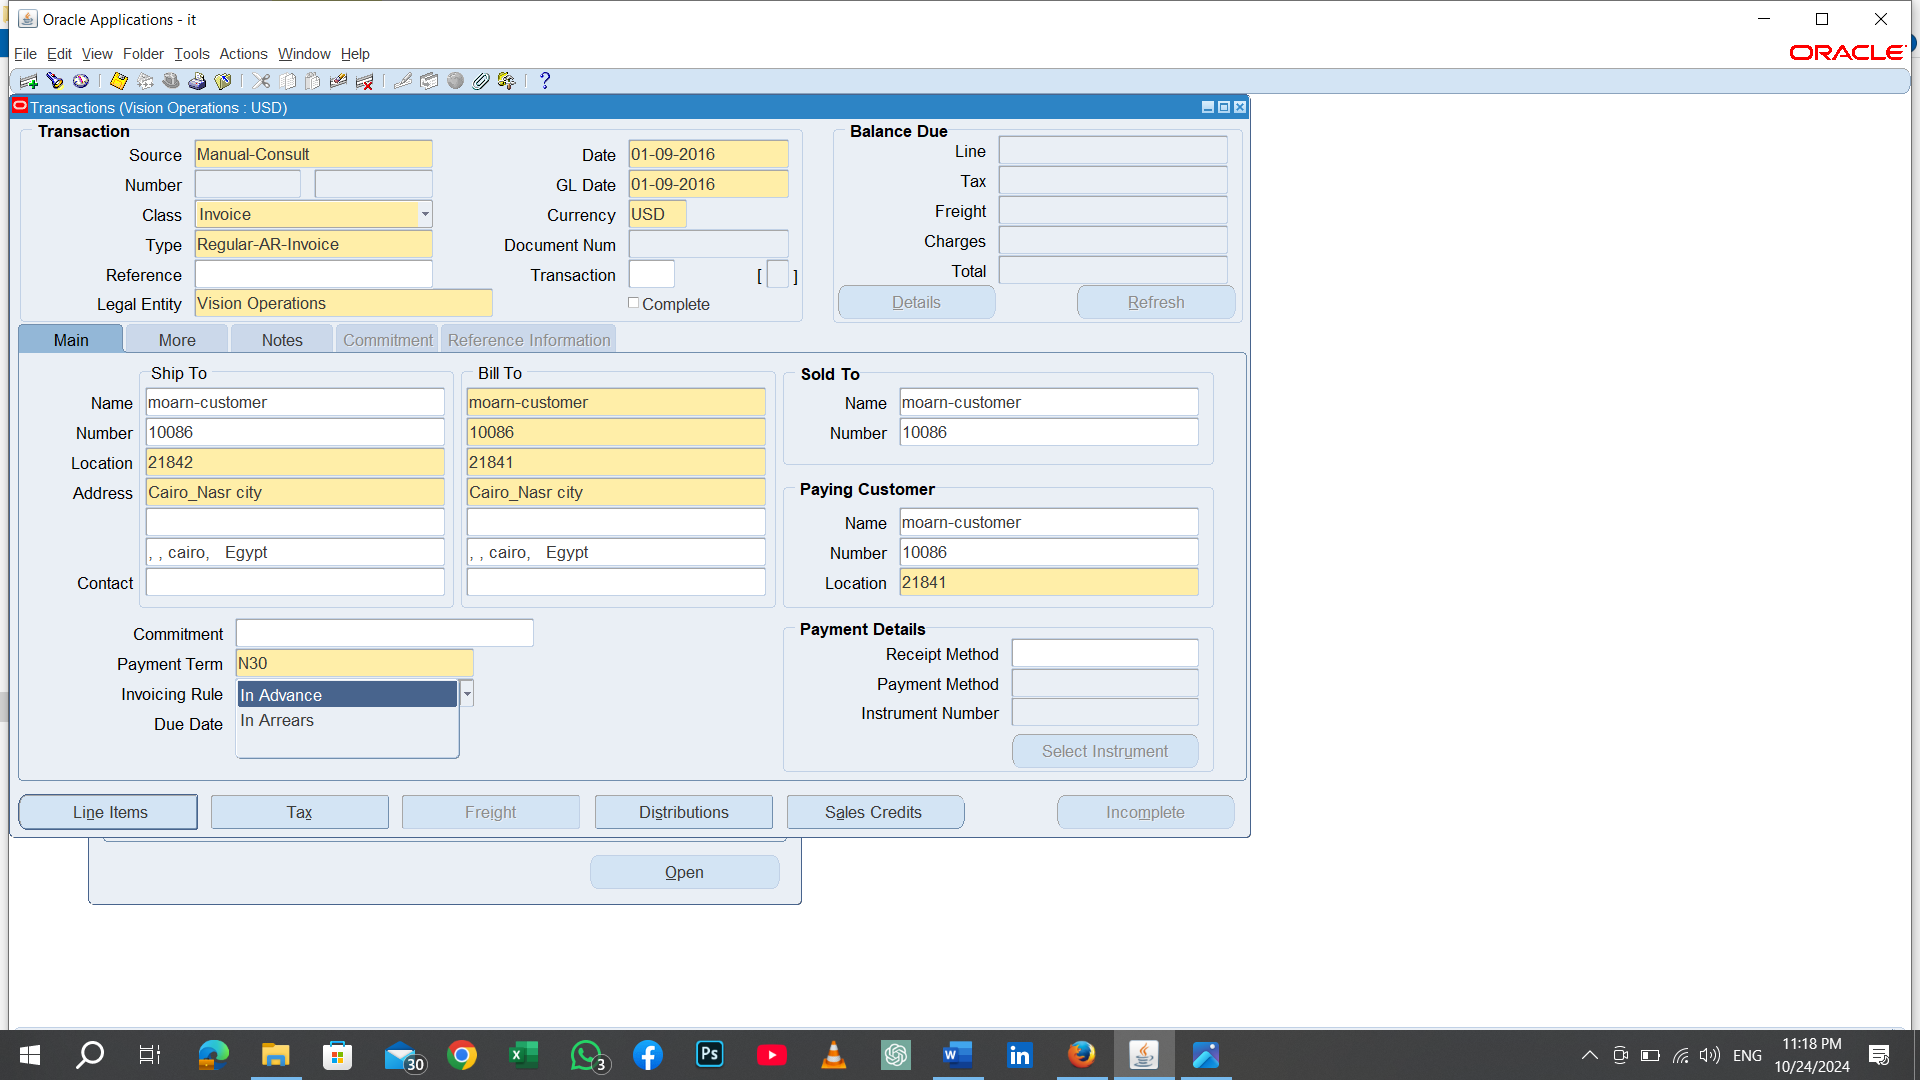 Oracle Applications - it
File Edit View Folder Tools Actions Window Help
ORACLE
Transactions (Vision Operations : USD)
Transaction
Source Manual-Consult
Number
Class Invoice
Type Regular-AR-Invoice
Reference
Legal Entity Vision Operations
Date 01-09-2016
GL Date 01-09-2016
Currency USD
Document Num
Transaction [ ]
Complete
Balance Due
Line
Tax
Freight
Charges
Total
Details Refresh
Main More Notes Commitment Reference Information
Ship To
Name moarn-customer
Number 10086
Location 21842
Address Cairo_Nasr city
, , cairo, Egypt
Contact
Bill To
moarn-customer
10086
21841
Cairo_Nasr city
, , cairo, Egypt
Sold To
Name moarn-customer
Number 10086
Paying Customer
Name moarn-customer
Number 10086
Location 21841
Commitment
Payment Term N30
Invoicing Rule In Advance
In Arrears
Due Date
Payment Details
Receipt Method
Payment Method
Instrument Number
Select Instrument
Line Items Tax Freight Distributions Sales Credits Incomplete
Open
30
3
Ps
ENG
11:18 PM
10/24/2024